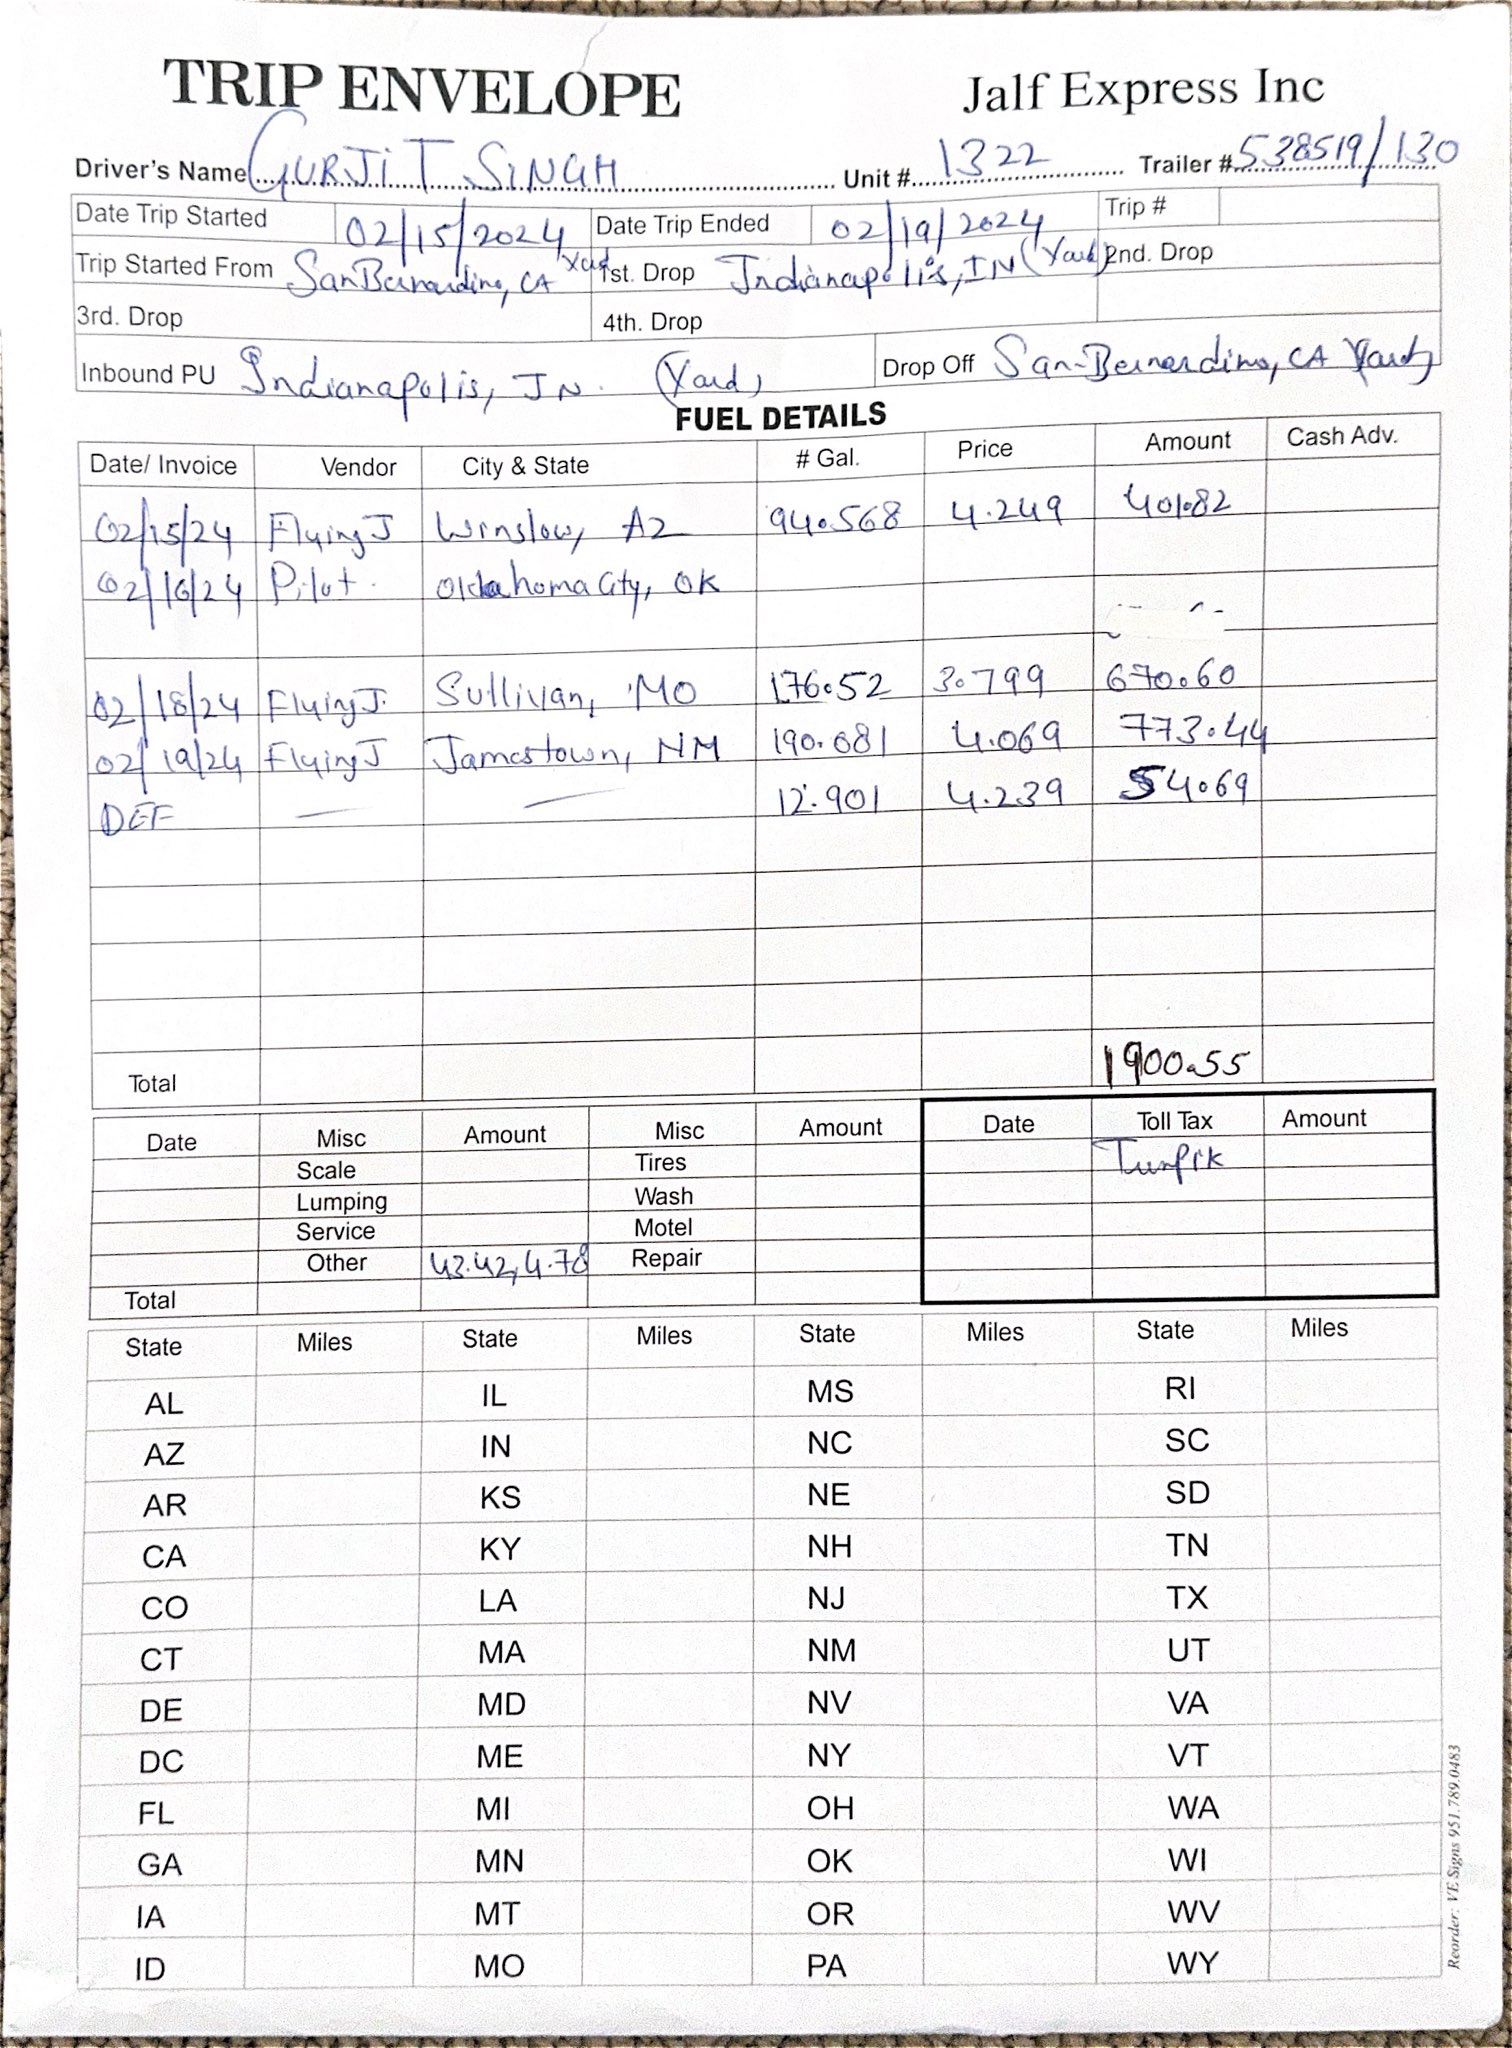 TRIP ENVELOPE Jalf Express Inc
Driver's Name GURJIT SINGH Unit # 1322 Trailer # 538519/130
Date Trip Started 02/15/2024 Date Trip Ended 02/19/2024 Trip #
Trip Started From San Bernardino, CA Yard 1st. Drop Indianapolis, IN (Yard) 2nd. Drop
3rd. Drop 4th. Drop
Inbound PU Indianapolis, IN. (Yard) Drop Off San-Bernardino, CA Yard
FUEL DETAILS
Date/ Invoice Vendor City & State # Gal. Price Amount Cash Adv.
02/15/24 Flying J Winslow, AZ 94.568 4.249 401.82
02/16/24 Pilot. Oklahoma City, OK
02/18/24 Flying J. Sullivan, MO 176.52 3.799 670.60
02/19/24 Flying J Jamestown, NM 190.081 4.069 773.44
DEF — — 12.901 4.239 54.69
Total 1900.55
Date Misc Amount Misc Amount Date Toll Tax Amount
Scale Tires Turnpik
Lumping Wash
Service Motel
Other 43.42, 4.78 Repair
Total
State Miles State Miles State Miles State Miles
AL IL MS RI
AZ IN NC SC
AR KS NE SD
CA KY NH TN
CO LA NJ TX
CT MA NM UT
DE MD NV VA
DC ME NY VT
FL MI OH WA
GA MN OK WI
IA MT OR WV
ID MO PA WY
Reorder: VE Signs 951.789.0483